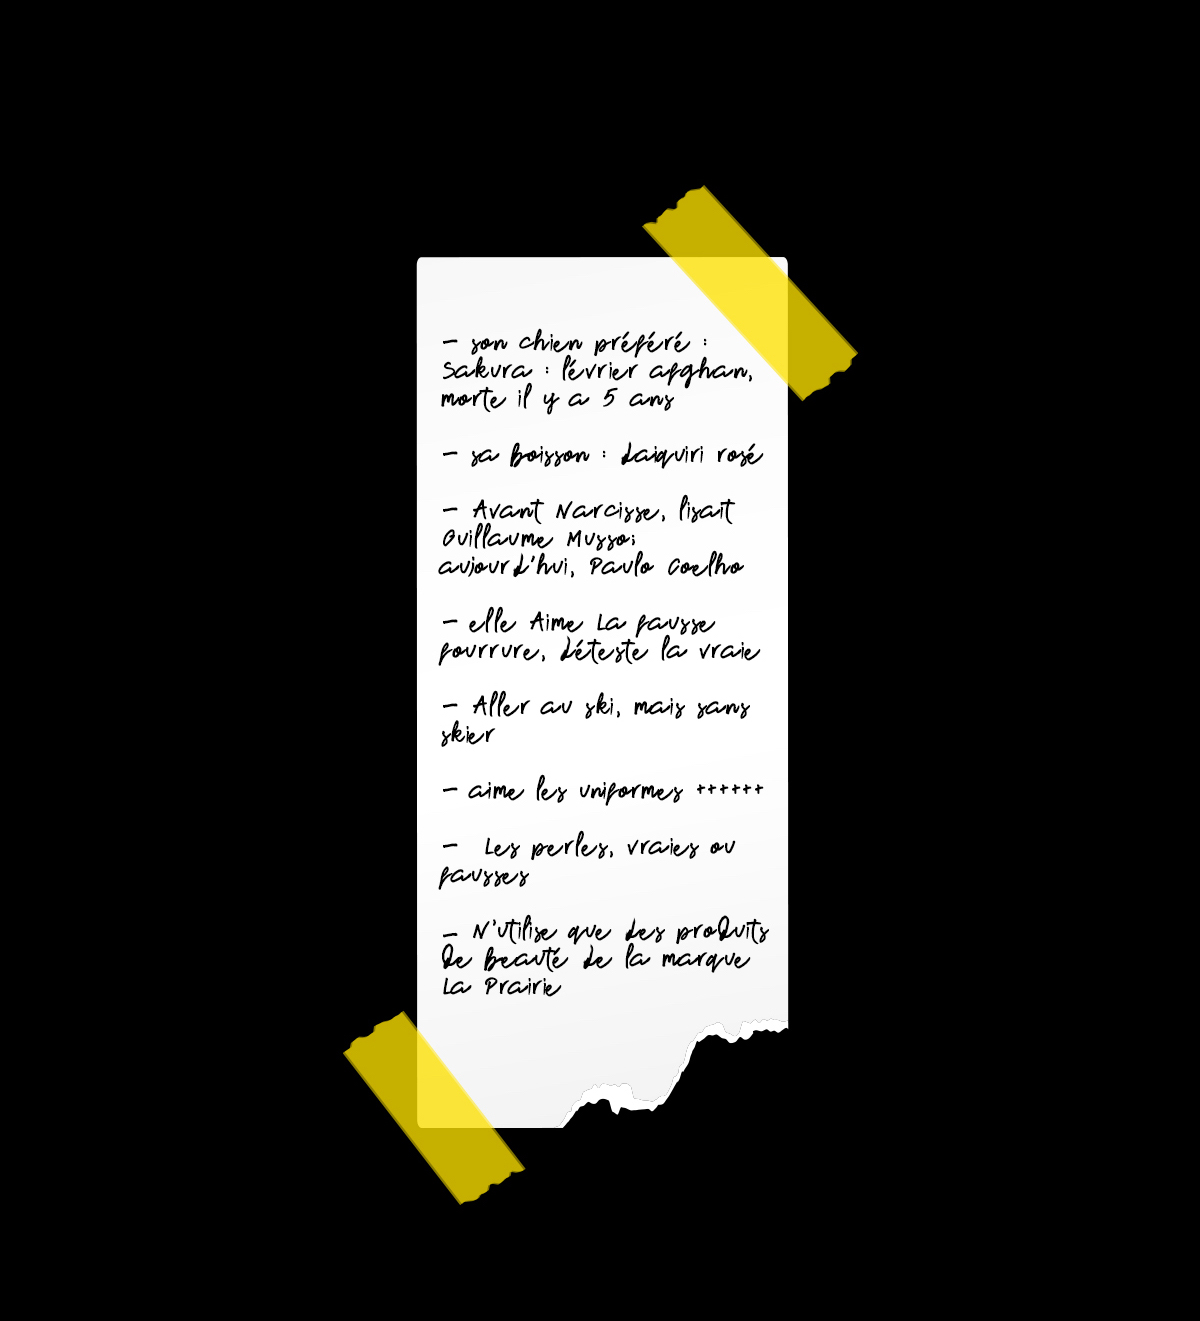 - son chien préféré :
Sakura : lévrier afghan,
morte il y a 5 ans
- sa boisson : daiquiri rosé
- Avant Narcisse, lisait
Guillaume Musso;
aujourd'hui, Paulo Coelho
- elle Aime La fausse
fourrure, déteste la vraie
- Aller au ski, mais sans
skier
- aime les uniformes ++++++
- Les perles, vraies ou
fausses
- N'utilise que des produits
de beauté de la marque
La Prairie